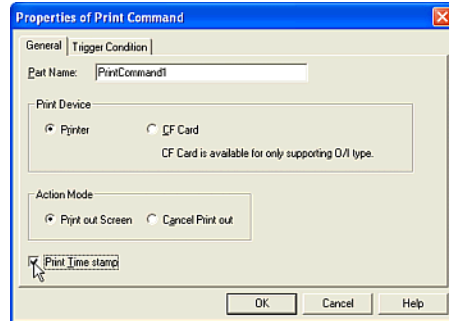 Properties of Print Command
General Trigger Condition
Part Name: PrintCommand1
Print Device
Printer CF Card
CF Card is available for only supporting O/I type.
Action Mode
Print out Screen Cancel Print out
Print Time stamp
OK Cancel Help